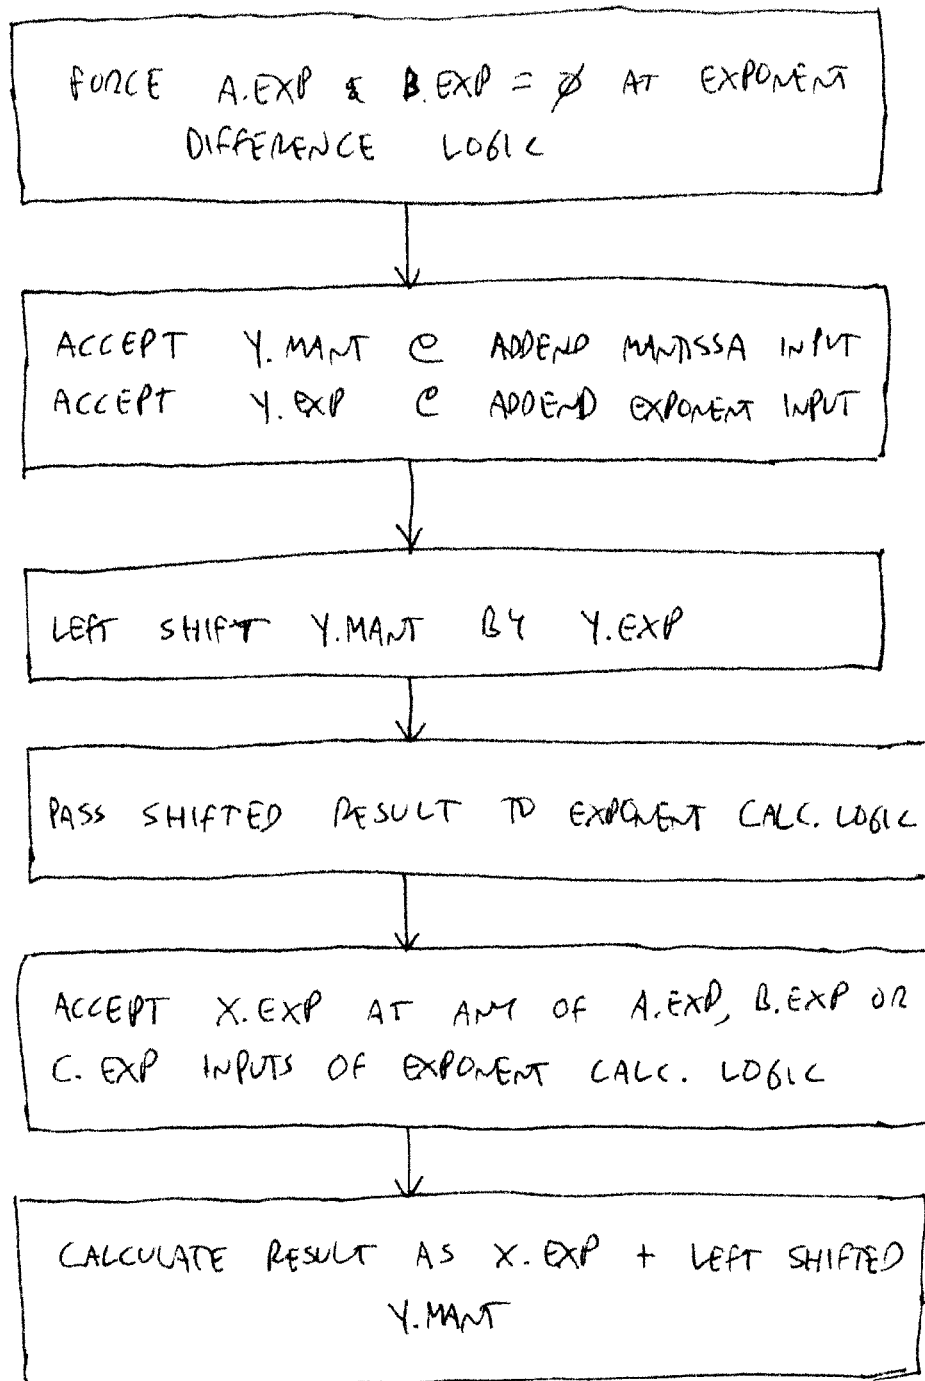 FORCE A.EXP & B.EXP = Ø AT EXPONENT
DIFFERENCE LOGIC
ACCEPT Y.MANT @ ADDEND MANTISSA INPUT
ACCEPT Y.EXP @ ADDEND EXPONENT INPUT
LEFT SHIFT Y.MANT BY Y.EXP
PASS SHIFTED RESULT TO EXPONENT CALC. LOGIC
ACCEPT X.EXP AT ANY OF A.EXP, B.EXP OR
C.EXP INPUTS OF EXPONENT CALC. LOGIC
CALCULATE RESULT AS X.EXP + LEFT SHIFTED
Y.MANT